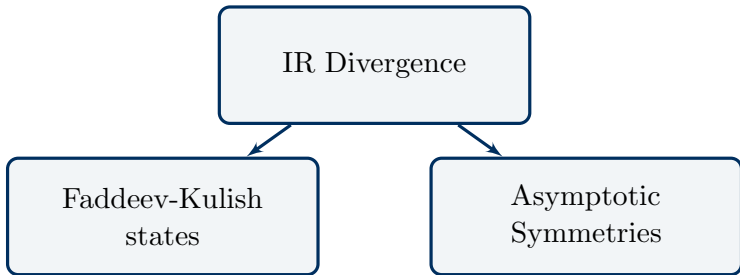 IR Divergence
Faddeev-Kulish
states
Asymptotic
Symmetries